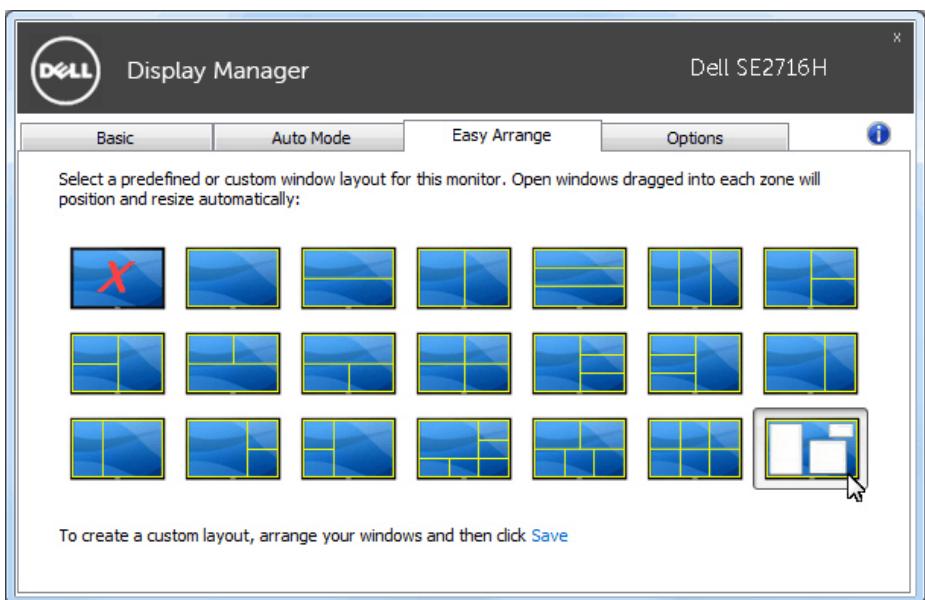 x
DELL
Display Manager
Dell SE2716H
Basic
Auto Mode
Easy Arrange
Options
i
Select a predefined or custom window layout for this monitor. Open windows dragged into each zone will
position and resize automatically:
X
To create a custom layout, arrange your windows and then click Save